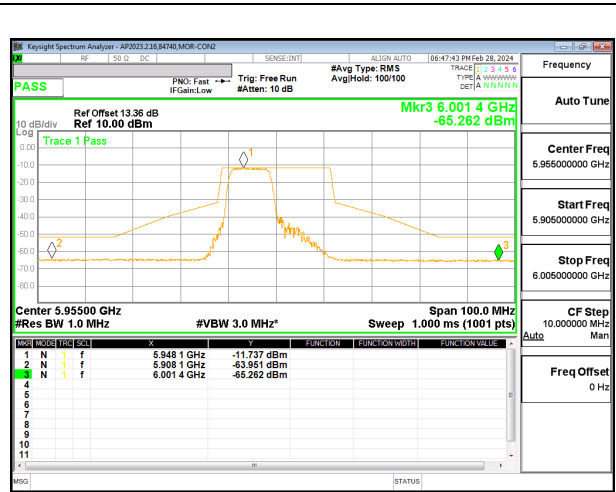 Keysight Spectrum Analyzer - AP2023.2.16,84740,MOR-CON2
RF 50 Ω DC SENSE:INT ALIGN AUTO 06:47:43 PM Feb 28, 2024
PASS
PNO: Fast
IFGain:Low
Trig: Free Run
#Atten: 10 dB
#Avg Type: RMS
Avg|Hold: 100/100
TRACE 1 2 3 4 5 6
TYPE A WWWWW
DET A N N N N N
Ref Offset 13.36 dB
10 dB/div Ref 10.00 dBm
Mkr3 6.001 4 GHz
-65.262 dBm
Log
Trace 1 Pass
0.00
-10.0
-20.0
-30.0
-40.0
-50.0
-60.0
-70.0
-80.0
1
2
3
Center 5.95500 GHz Span 100.0 MHz
#Res BW 1.0 MHz #VBW 3.0 MHz* Sweep 1.000 ms (1001 pts)
MKR MODE TRC SCL X Y FUNCTION FUNCTION WIDTH FUNCTION VALUE
1 N 1 f 5.948 1 GHz -11.737 dBm
2 N 1 f 5.908 1 GHz -63.951 dBm
3 N 1 f 6.001 4 GHz -65.262 dBm
4
5
6
7
8
9
10
11
MSG STATUS
Frequency
Auto Tune
Center Freq
5.955000000 GHz
Start Freq
5.905000000 GHz
Stop Freq
6.005000000 GHz
CF Step
10.000000 MHz
Auto Man
Freq Offset
0 Hz